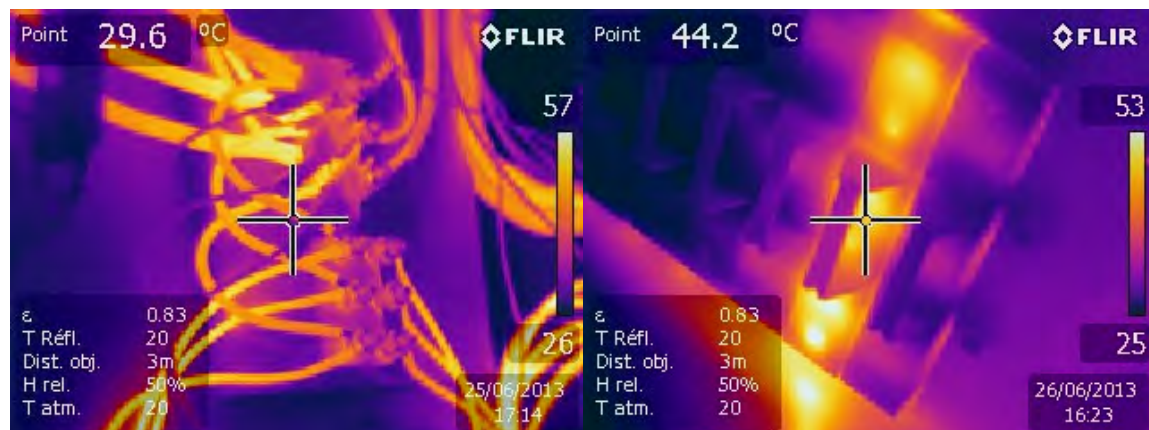 Point 29.6 ºC FLIR
57
ε 0.83
T Réfl. 20
Dist. obj. 3m
H rel. 50%
T atm. 20
26
25/06/2013
17:14
Point 44.2 ºC FLIR
53
ε 0.83
T Réfl. 20
Dist. obj. 3m
H rel. 50%
T atm. 20
25
26/06/2013
16:23